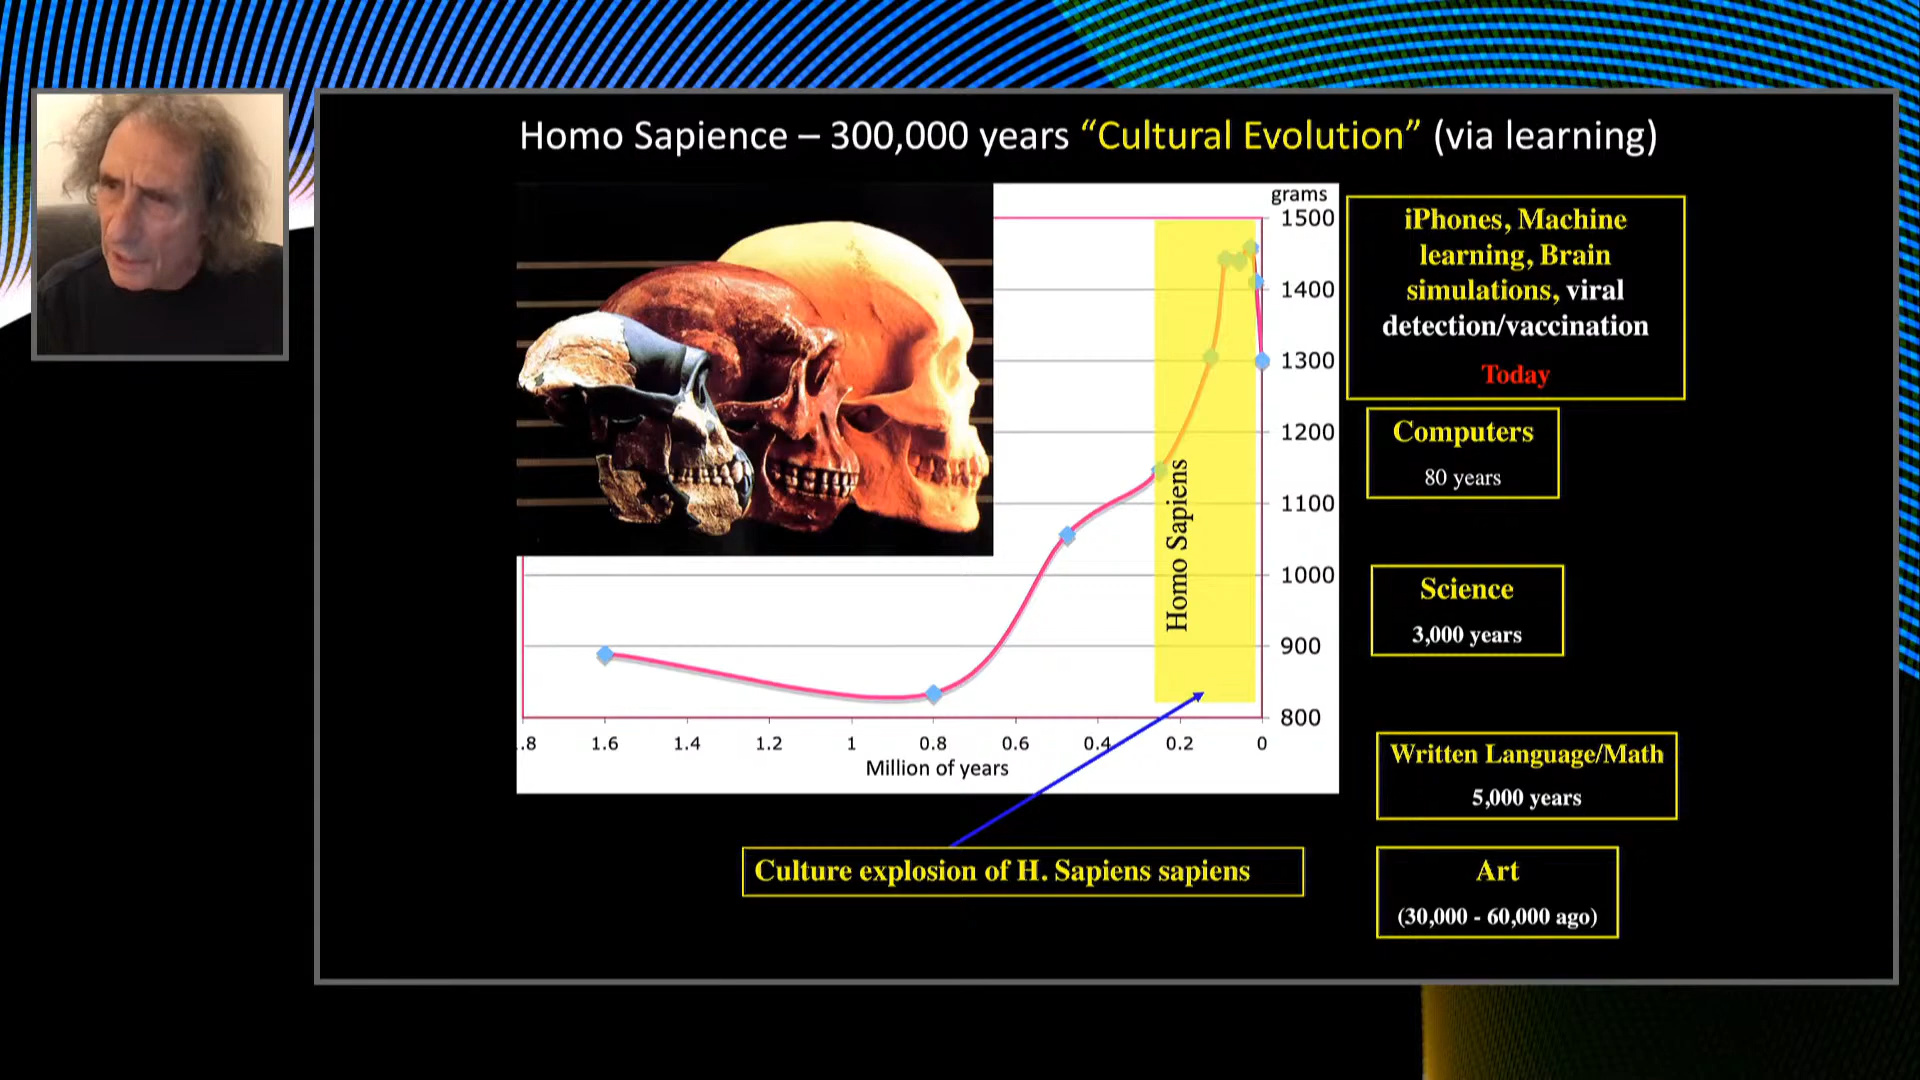 Homo Sapience – 300,000 years “Cultural Evolution” (via learning)
grams
1500
1400
1300
1200
1100
1000
900
800
Homo Sapiens
.8 1.6 1.4 1.2 1 0.8 0.6 0.4 0.2 0
Million of years
iPhones, Machine
learning, Brain
simulations, viral
detection/vaccination
Today
Computers
80 years
Science
3,000 years
Written Language/Math
5,000 years
Art
(30,000 - 60,000 ago)
Culture explosion of H. Sapiens sapiens